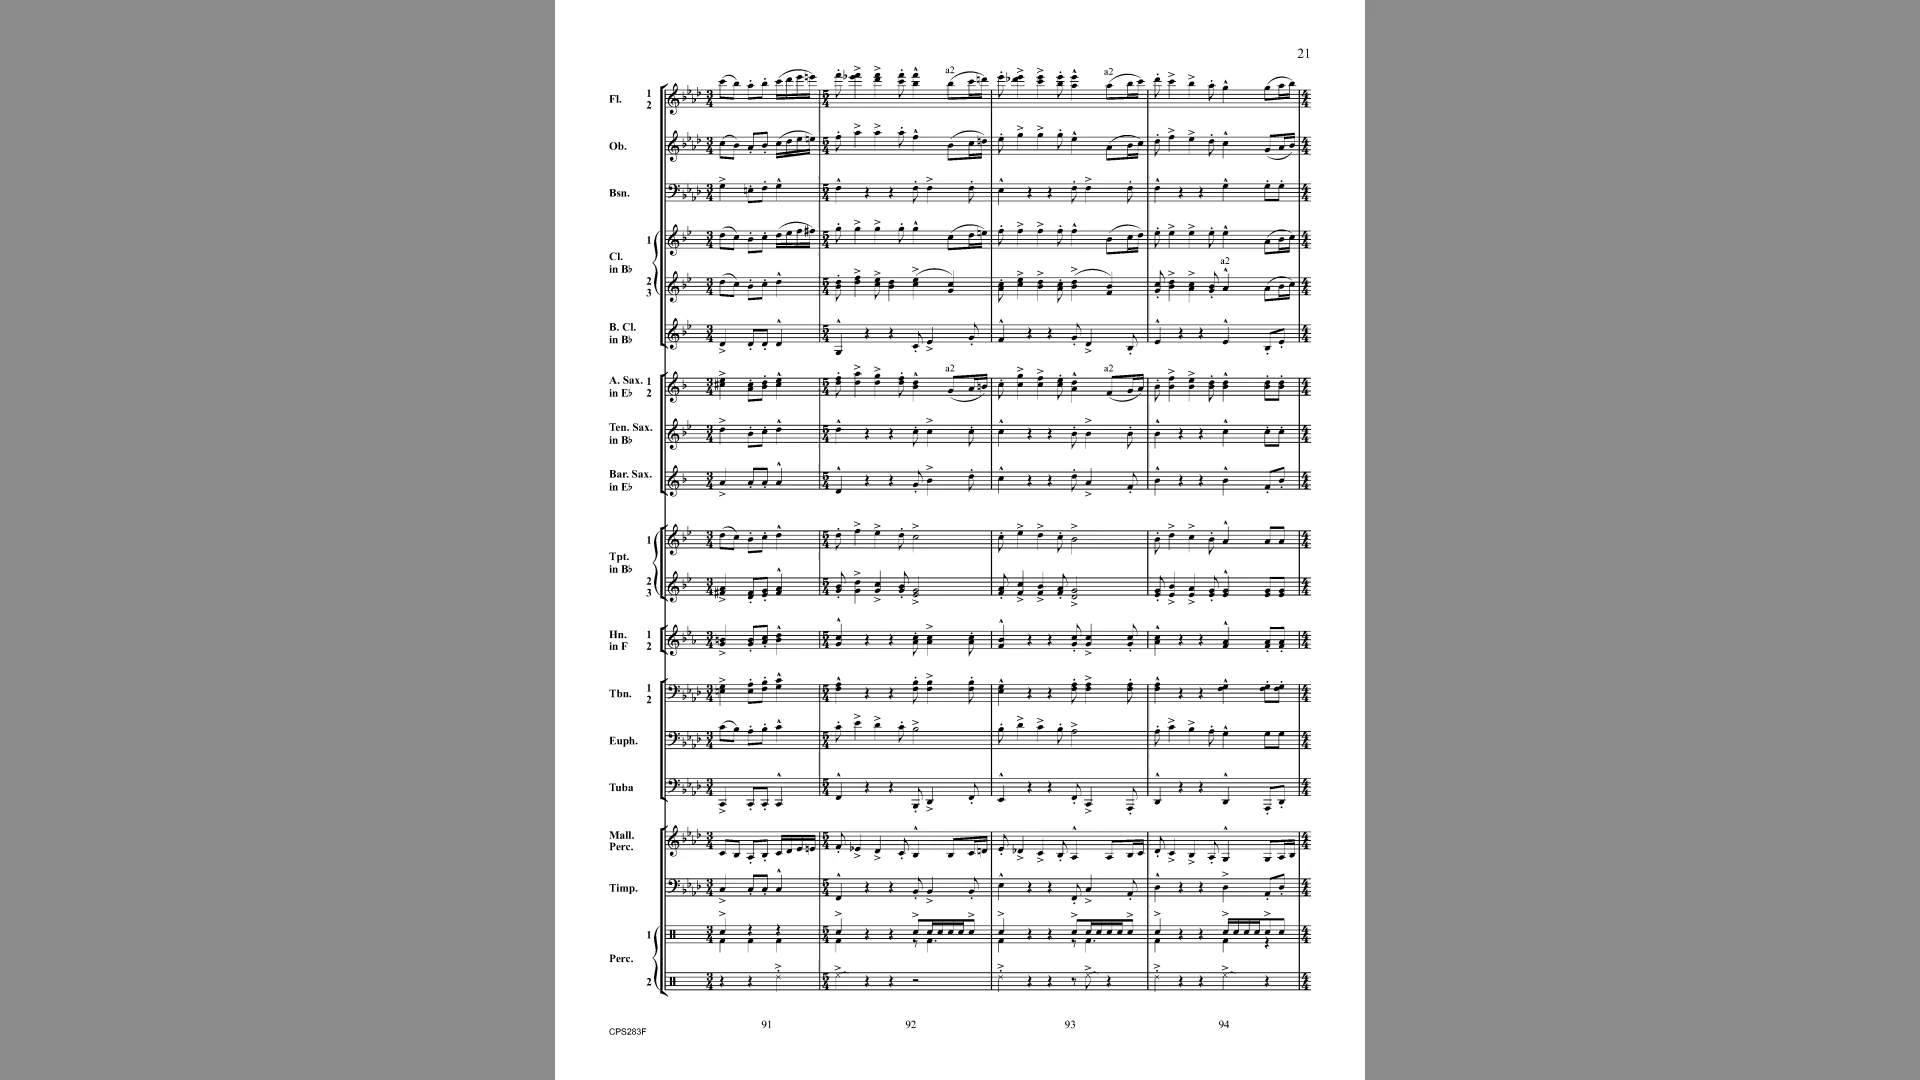 21
Fl. 1
2
a2
a2
Ob.
Bsn.
1
Cl.
in B♭
2
3
a2
B. Cl.
in B♭
A. Sax. 1
in E♭ 2
a2
a2
Ten. Sax.
in B♭
Bar. Sax.
in E♭
1
Tpt.
in B♭
2
3
Hn. 1
in F 2
Tbn. 1
2
Euph.
Tuba
Mall.
Perc.
Timp.
1
Perc.
2
91 92 93 94
CPS283F